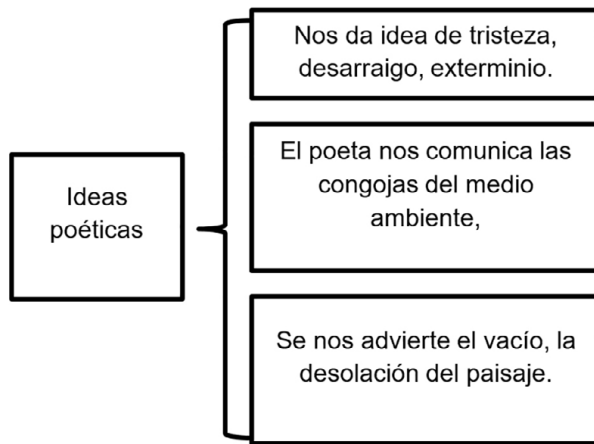 Ideas
poéticas
Nos da idea de tristeza,
desarraigo, exterminio.
El poeta nos comunica las
congojas del medio
ambiente,
Se nos advierte el vacío, la
desolación del paisaje.